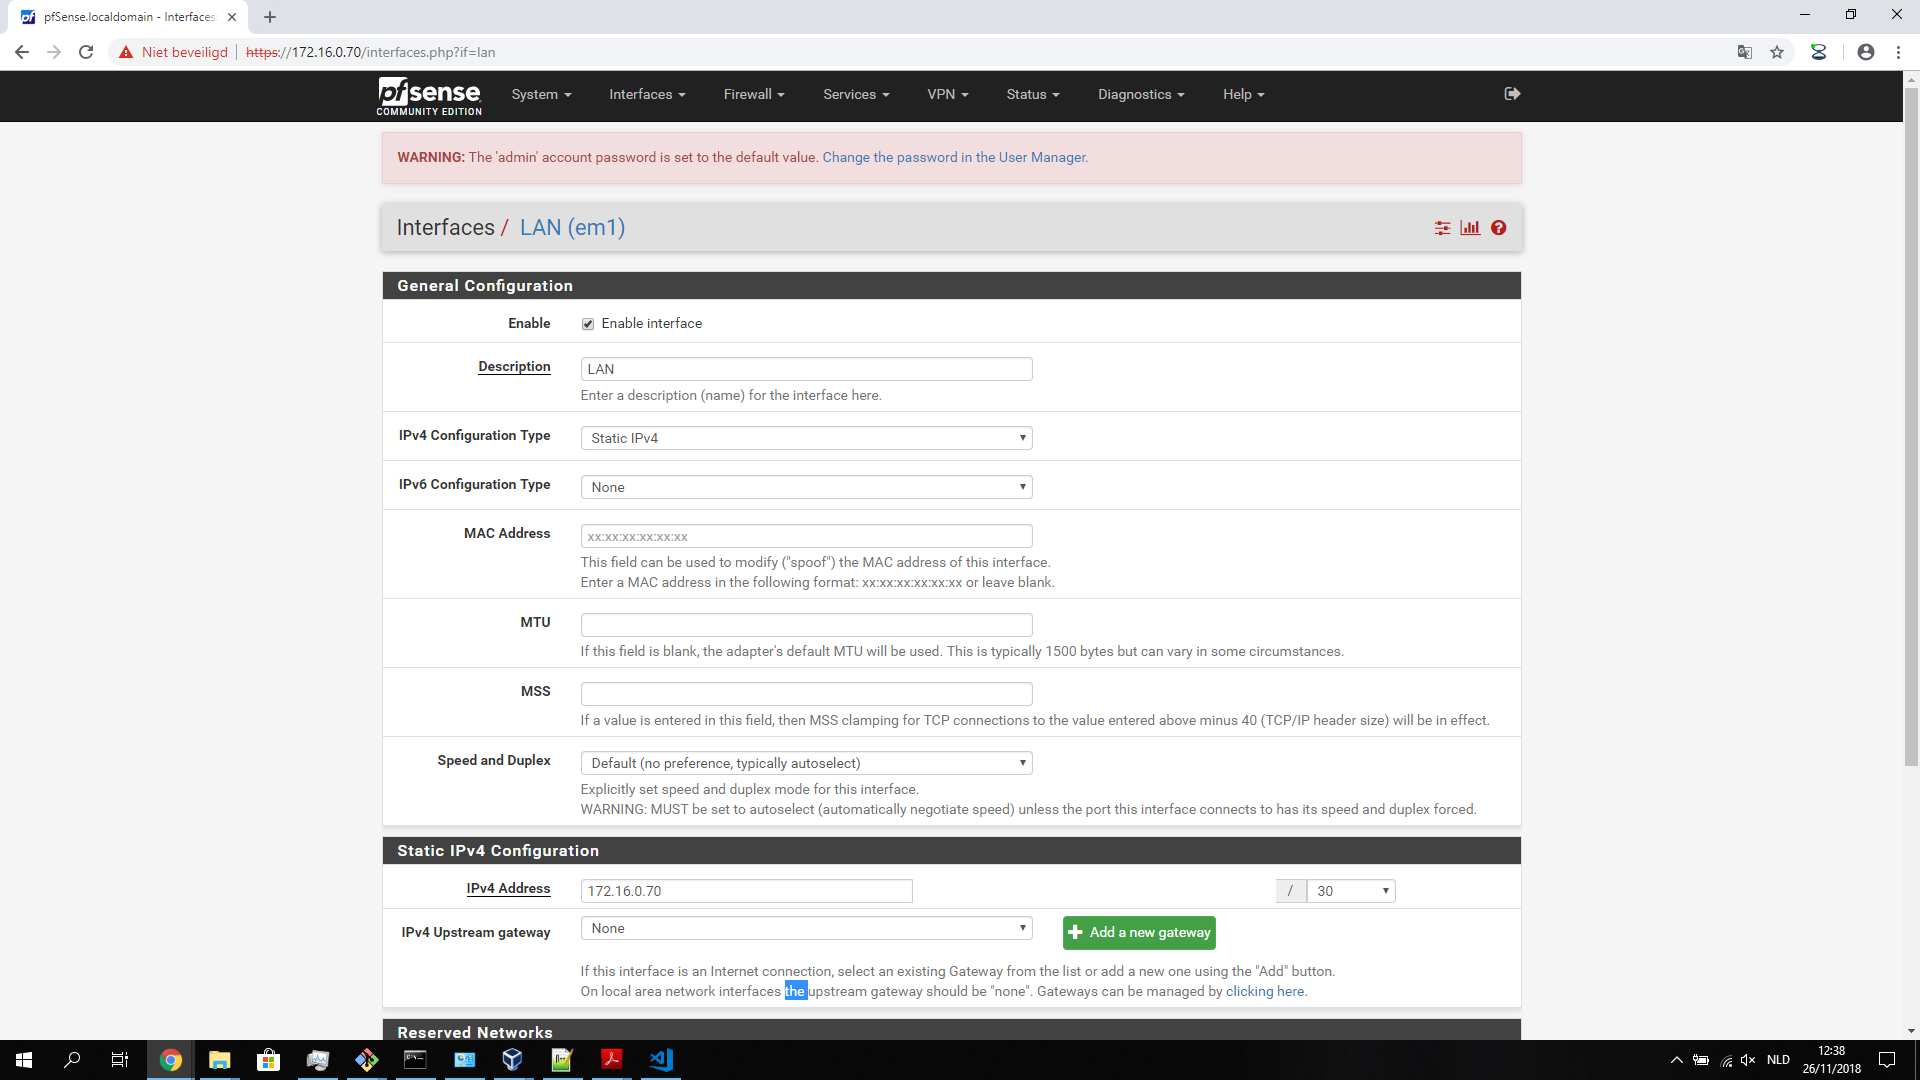 pfSense.localdomain - Interfaces:
Niet beveiligd
https://172.16.0.70/interfaces.php?if=lan
pfsense
COMMUNITY EDITION
System
Interfaces
Firewall
Services
VPN
Status
Diagnostics
Help
WARNING: The 'admin' account password is set to the default value. Change the password in the User Manager.
Interfaces / LAN (em1)
General Configuration
Enable
Enable interface
Description
LAN
Enter a description (name) for the interface here.
IPv4 Configuration Type
Static IPv4
IPv6 Configuration Type
None
MAC Address
xx:xx:xx:xx:xx:xx
This field can be used to modify ("spoof") the MAC address of this interface.
Enter a MAC address in the following format: xx:xx:xx:xx:xx:xx or leave blank.
MTU
If this field is blank, the adapter's default MTU will be used. This is typically 1500 bytes but can vary in some circumstances.
MSS
If a value is entered in this field, then MSS clamping for TCP connections to the value entered above minus 40 (TCP/IP header size) will be in effect.
Speed and Duplex
Default (no preference, typically autoselect)
Explicitly set speed and duplex mode for this interface.
WARNING: MUST be set to autoselect (automatically negotiate speed) unless the port this interface connects to has its speed and duplex forced.
Static IPv4 Configuration
IPv4 Address
172.16.0.70
/ 30
IPv4 Upstream gateway
None
Add a new gateway
If this interface is an Internet connection, select an existing Gateway from the list or add a new one using the "Add" button.
On local area network interfaces the upstream gateway should be "none". Gateways can be managed by clicking here.
Reserved Networks
NLD
12:38
26/11/2018